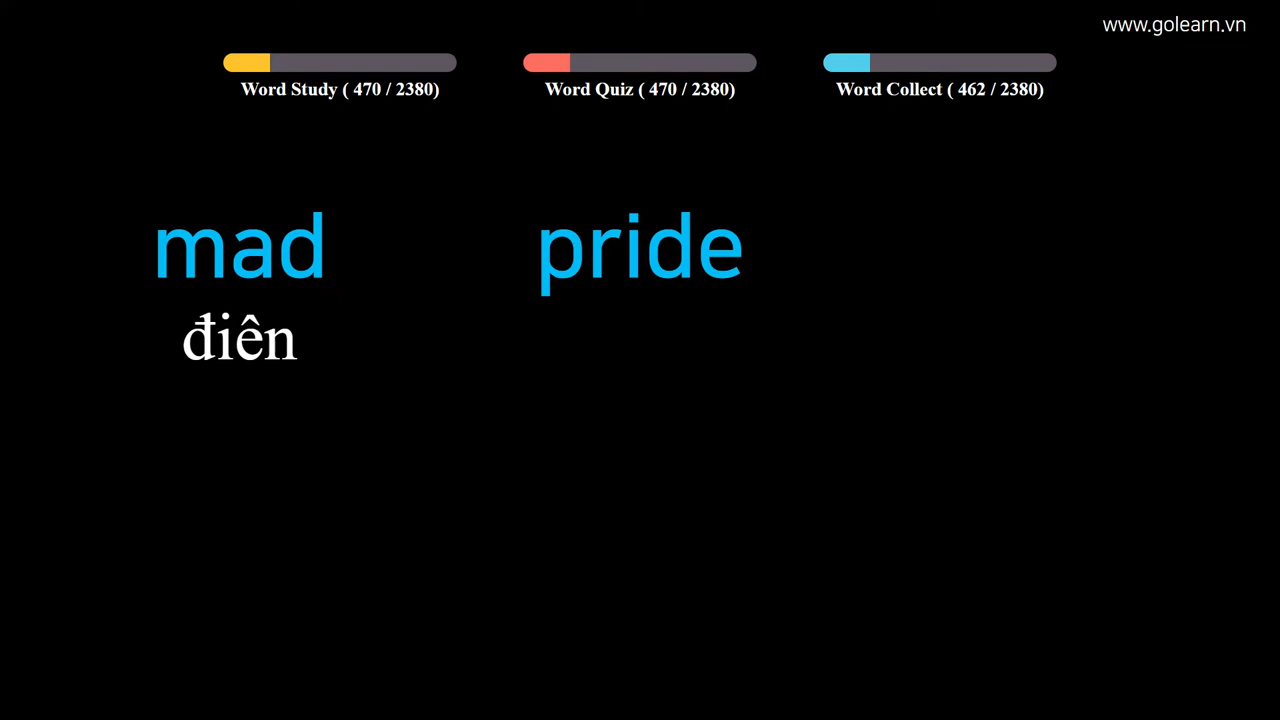 www.golearn.vn
Word Study ( 470 / 2380)
Word Quiz ( 470 / 2380)
Word Collect ( 462 / 2380)
mad
pride
điên